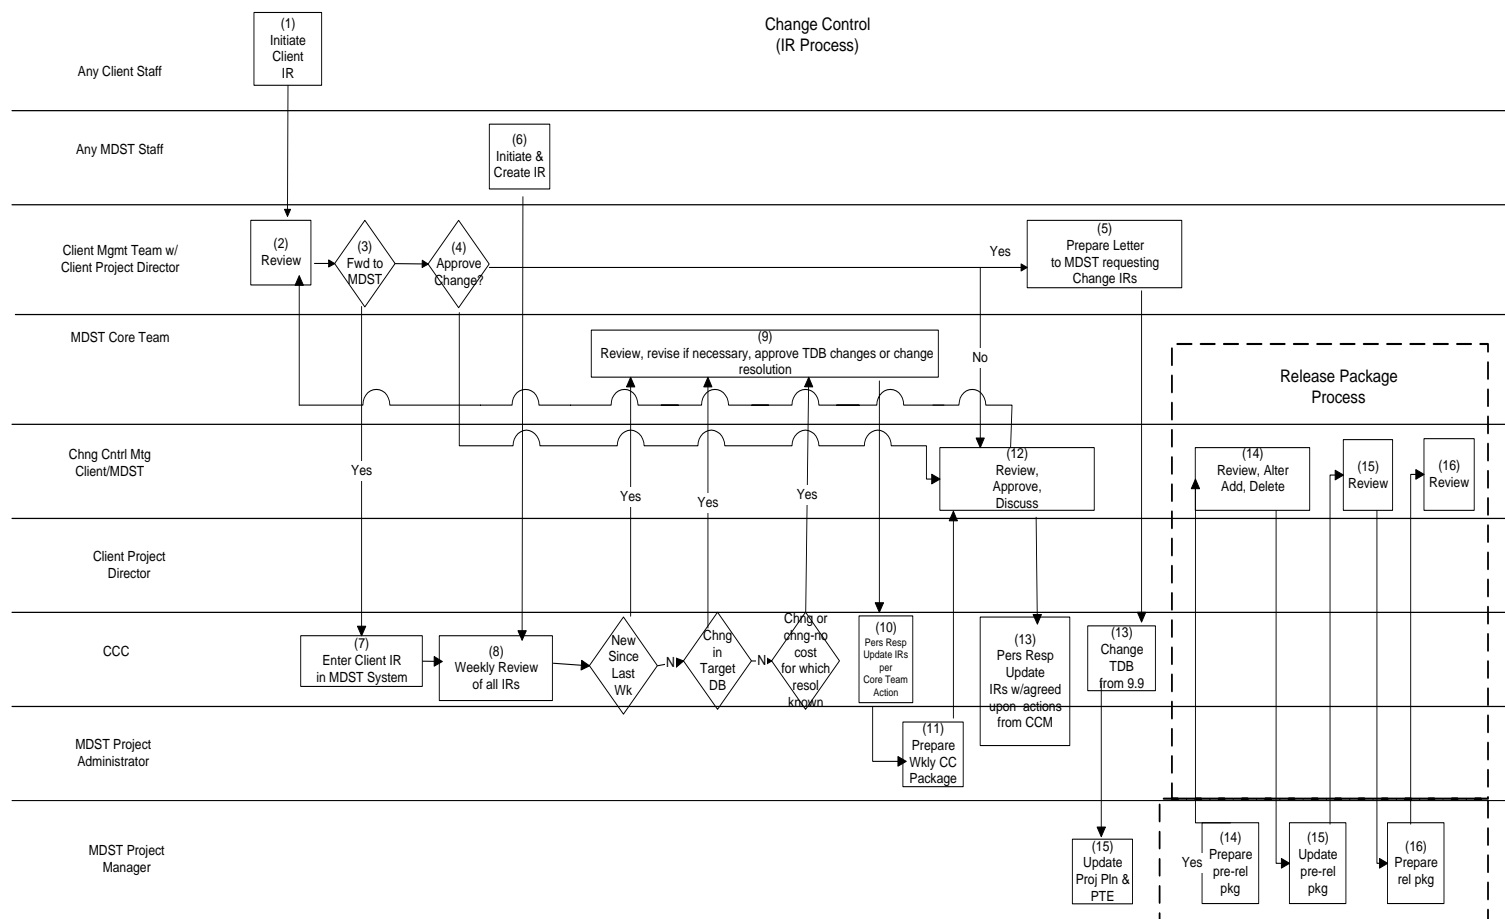 Change Control
(IR Process)
(1)
Initiate
Client
IR
Any Client Staff
(6)
Initiate &
Create IR
Any MDST Staff
Client Mgmt Team w/
Client Project Director
(2)
Review
(3)
Fwd to
MDST
(4)
Approve
Change?
Yes
(5)
Prepare Letter
to MDST requesting
Change IRs
MDST Core Team
(9)
Review, revise if necessary, approve TDB changes or change
resolution
No
Release Package
Process
Chng Cntrl Mtg
Client/MDST
Yes
Yes
Yes
Yes
(12)
Review,
Approve,
Discuss
(14)
Review, Alter
Add, Delete
(15)
Review
(16)
Review
Client Project
Director
CCC
(7)
Enter Client IR
in MDST System
(8)
Weekly Review
of all IRs
New
Since
Last
Wk
N
Chng
in
Target
DB
N
Chng or
chng-no
cost
for which
resol
known
(10)
Pers Resp
Update IRs
per
Core Team
Action
(13)
Pers Resp
Update
IRs w/agreed
upon actions
from CCM
(13)
Change
TDB
from 9.9
MDST Project
Administrator
(11)
Prepare
Wkly CC
Package
MDST Project
Manager
(15)
Update
Proj Pln &
PTE
Yes
(14)
Prepare
pre-rel
pkg
(15)
Update
pre-rel
pkg
(16)
Prepare
rel pkg